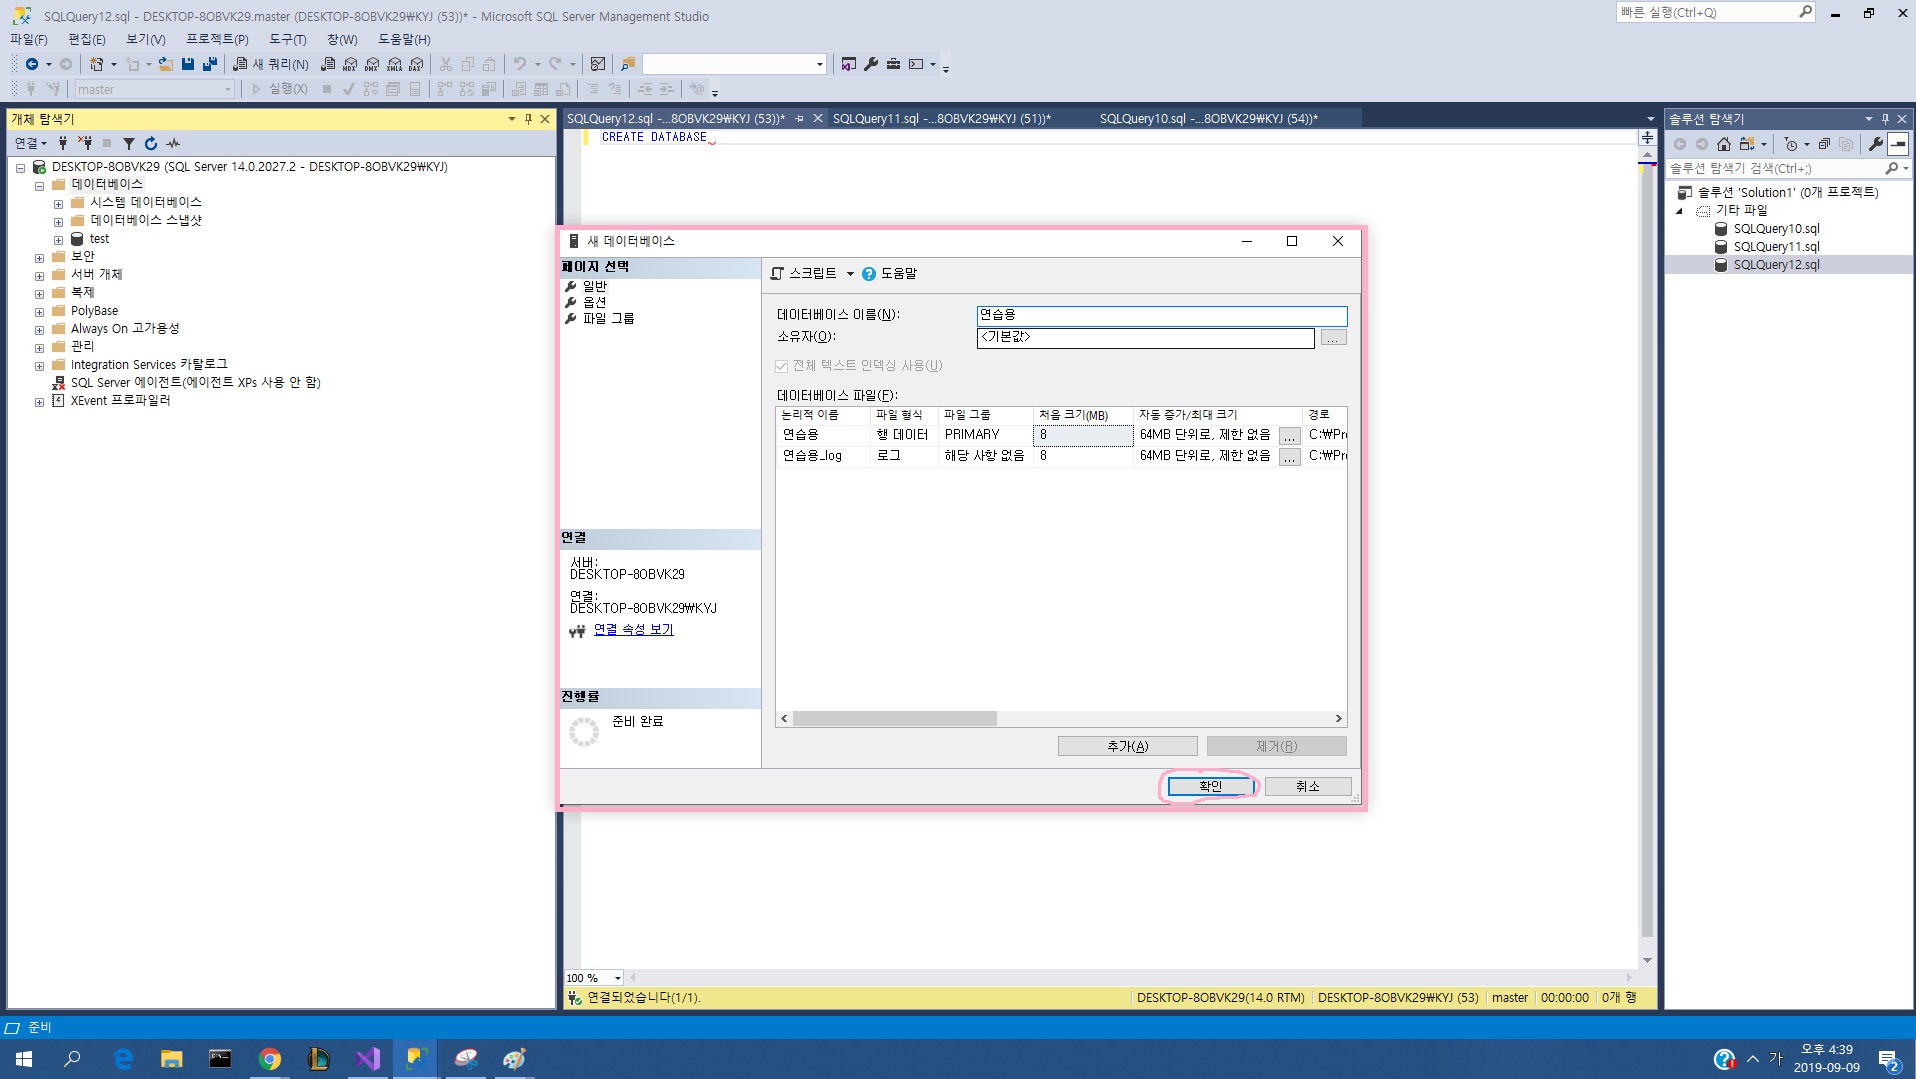 SQLQuery12.sql - DESKTOP-8OBVK29.master (DESKTOP-8OBVK29₩KYJ (53))* - Microsoft SQL Server Management Studio
빠른 실행(Ctrl+Q)
파일(F) 편집(E) 보기(V) 프로젝트(P) 도구(T) 창(W) 도움말(H)
새 쿼리(N) MDX DMX XMLA DAX
master 실행(X)
개체 탐색기
연결
DESKTOP-8OBVK29 (SQL Server 14.0.2027.2 - DESKTOP-8OBVK29₩KYJ)
데이터베이스
시스템 데이터베이스
데이터베이스 스냅샷
test
보안
서버 개체
복제
PolyBase
Always On 고가용성
관리
Integration Services 카탈로그
SQL Server 에이전트(에이전트 XPs 사용 안 함)
XEvent 프로파일러
SQLQuery12.sql -...8OBVK29₩KYJ (53))* SQLQuery11.sql -...8OBVK29₩KYJ (51))* SQLQuery10.sql -...8OBVK29₩KYJ (54))*
CREATE DATABASE
새 데이터베이스
페이지 선택
일반
옵션
파일 그룹
스크립트 도움말
데이터베이스 이름(N): 연습용
소유자(O): <기본값> ...
전체 텍스트 인덱싱 사용(U)
데이터베이스 파일(F):
논리적 이름 파일 형식 파일 그룹 처음 크기(MB) 자동 증가/최대 크기 경로
연습용 행 데이터 PRIMARY 8 64MB 단위로, 제한 없음 ... C:₩Pr
연습용_log 로그 해당 사항 없음 8 64MB 단위로, 제한 없음 ... C:₩Pr
연결
서버:
DESKTOP-8OBVK29
연결:
DESKTOP-8OBVK29₩KYJ
연결 속성 보기
진행률
준비 완료
추가(A) 제거(R)
확인 취소
솔루션 탐색기
솔루션 탐색기 검색(Ctrl+;)
솔루션 'Solution1' (0개 프로젝트)
기타 파일
SQLQuery10.sql
SQLQuery11.sql
SQLQuery12.sql
100 %
연결되었습니다(1/1). DESKTOP-8OBVK29(14.0 RTM) DESKTOP-8OBVK29₩KYJ (53) master 00:00:00 0개 행
준비
가 오후 4:39
2019-09-09
2